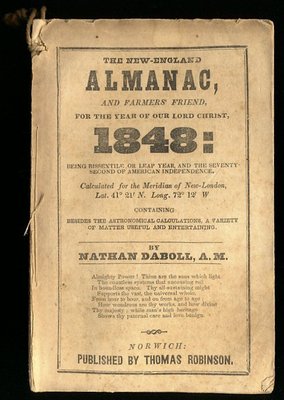 THE NEW-ENGLAND
ALMANAC,
AND FARMERS' FRIEND,
FOR THE YEAR OF OUR LORD CHRIST,
1848:
BEING BISSEXTILE OR LEAP YEAR, AND THE SEVENTY-
SECOND OF AMERICAN INDEPENDENCE.
Calculated for the Meridian of New-London,
Lat. 41° 21' N. Long. 72° 12' W
CONTAINING
BESIDES THE ASTRONOMICAL CALCULATIONS, A VARIETY
OF MATTER USEFUL AND ENTERTAINING.
BY
NATHAN DABOLL, A. M.
Almighty Power! Thine are the suns which light
The countless systems that unceasing roll
In boundless space. Thy all-sustaining might
Supports the vast, the universal whole.
From hour to hour, and on from age to age
How wondrous are thy works, and how divine
Thy majesty; while man's high heritage
Shows thy paternal care and love benign.
NORWICH:
PUBLISHED BY THOMAS ROBINSON.